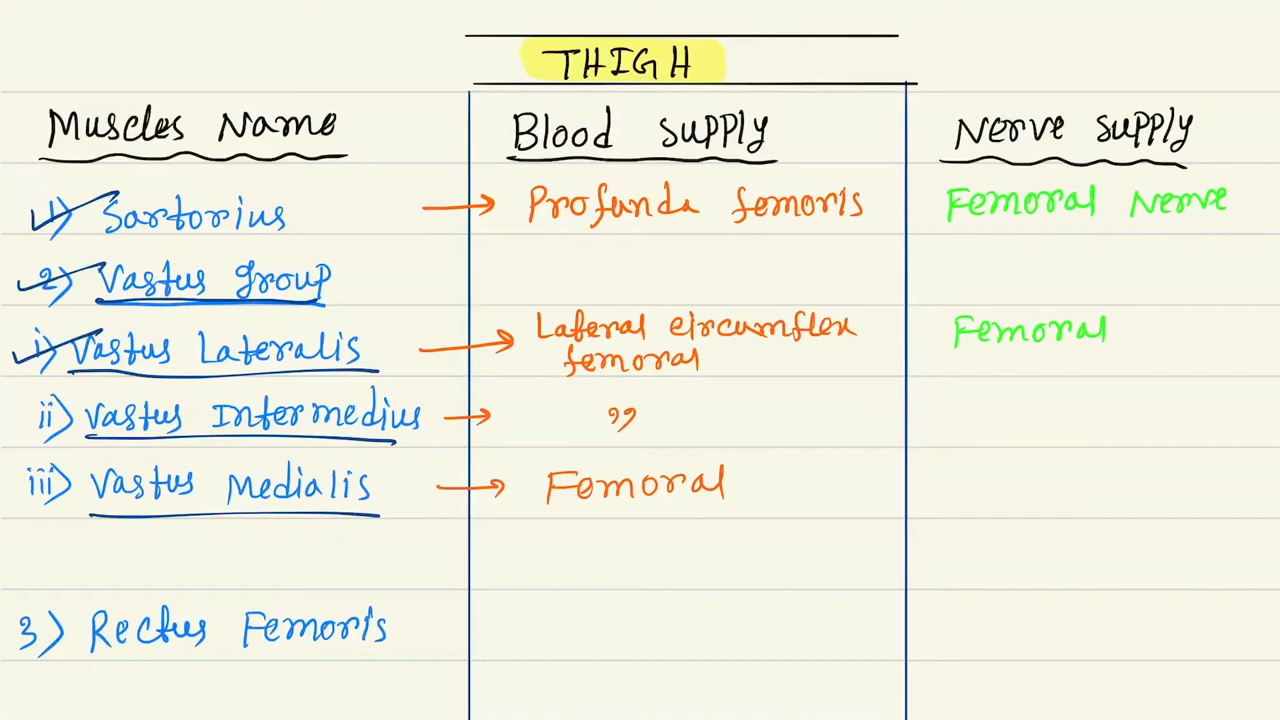 THIGH
Muscles Name Blood supply Nerve supply
1) Sartorius → Profunda femoris Femoral Nerve
2) Vastus group
i) Vastus Lateralis → Lateral circumflex femoral Femoral
ii) Vastus Intermedius → ,,
iii) Vastus Medialis → Femoral
3) Rectus Femoris